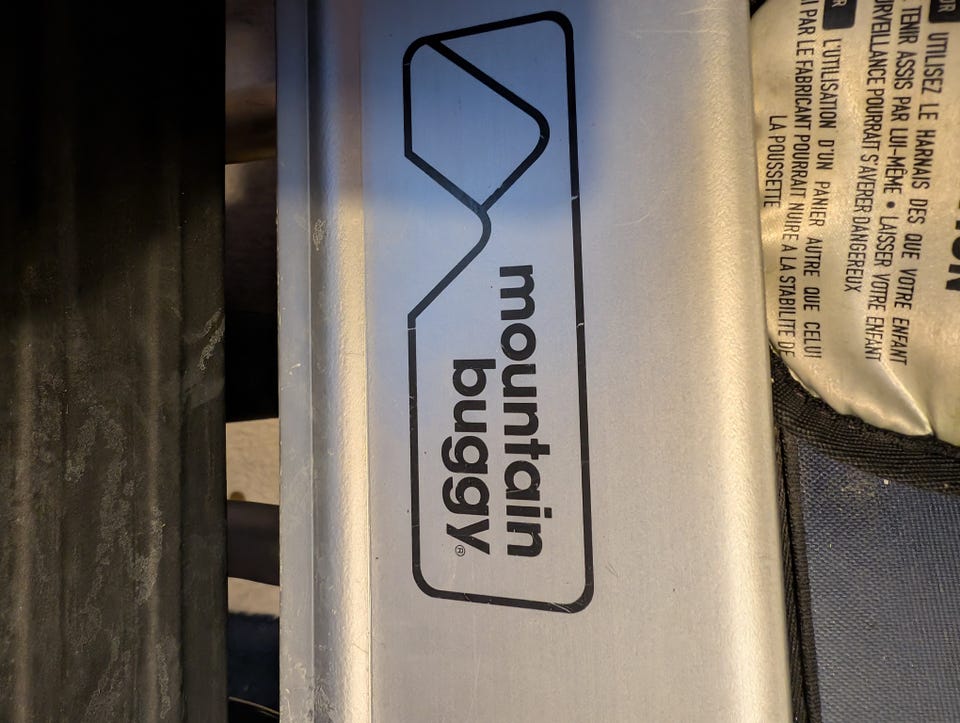 mountain
buggy®
UTILISEZ LE HARNAIS DES QUE VOTRE ENFANT
TENIR ASSIS PAR LUI-MÊME • LAISSER VOTRE ENFANT
POURRAIT S'AVERER DANGEREUX
L'UTILISATION D'UN PANIER AUTRE QUE CELUI
PAR LE FABRICANT POURRAIT NUIRE A LA STABILITE DE
LA POUSSETTE